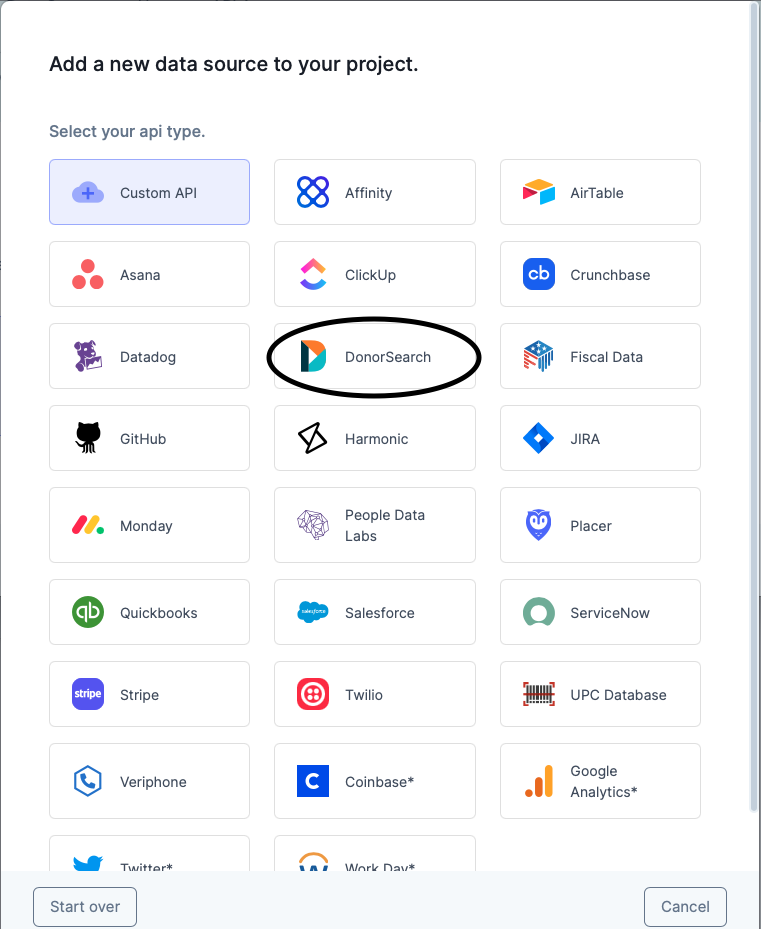 Add a new data source to your project.
Select your api type.
Custom API
Affinity
AirTable
Asana
ClickUp
cb
Crunchbase
Datadog
DonorSearch
Fiscal Data
GitHub
Harmonic
JIRA
Monday
People Data
Labs
Placer
qb
Quickbooks
salesforce
Salesforce
ServiceNow
stripe
Stripe
Twilio
UPC Database
Veriphone
C
Coinbase*
Google
Analytics*
Twitter*
Work Day*
Start over
Cancel